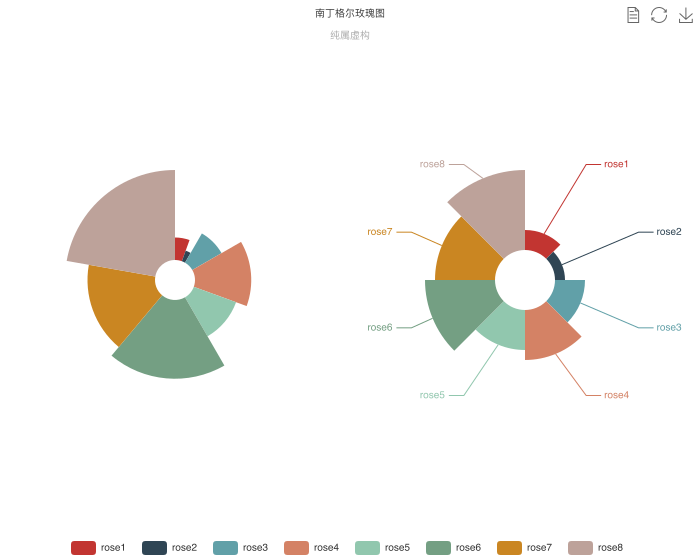 南丁格尔玫瑰图
纯属虚构
rose8
rose1
rose7
rose2
rose6
rose3
rose5
rose4
rose1 rose2 rose3 rose4 rose5 rose6 rose7 rose8